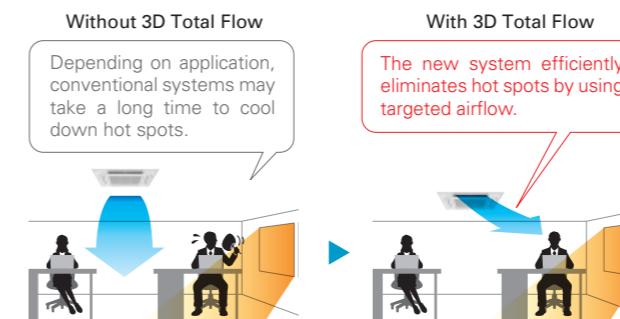 Without 3D Total Flow
Depending on application,
conventional systems may
take a long time to cool
down hot spots.
With 3D Total Flow
The new system efficiently
eliminates hot spots by using
targeted airflow.